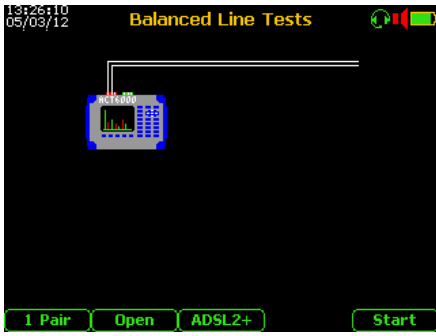 13:26:10
05/03/12
Balanced Line Tests
ACT6000
1 Pair
Open
ADSL2+
Start